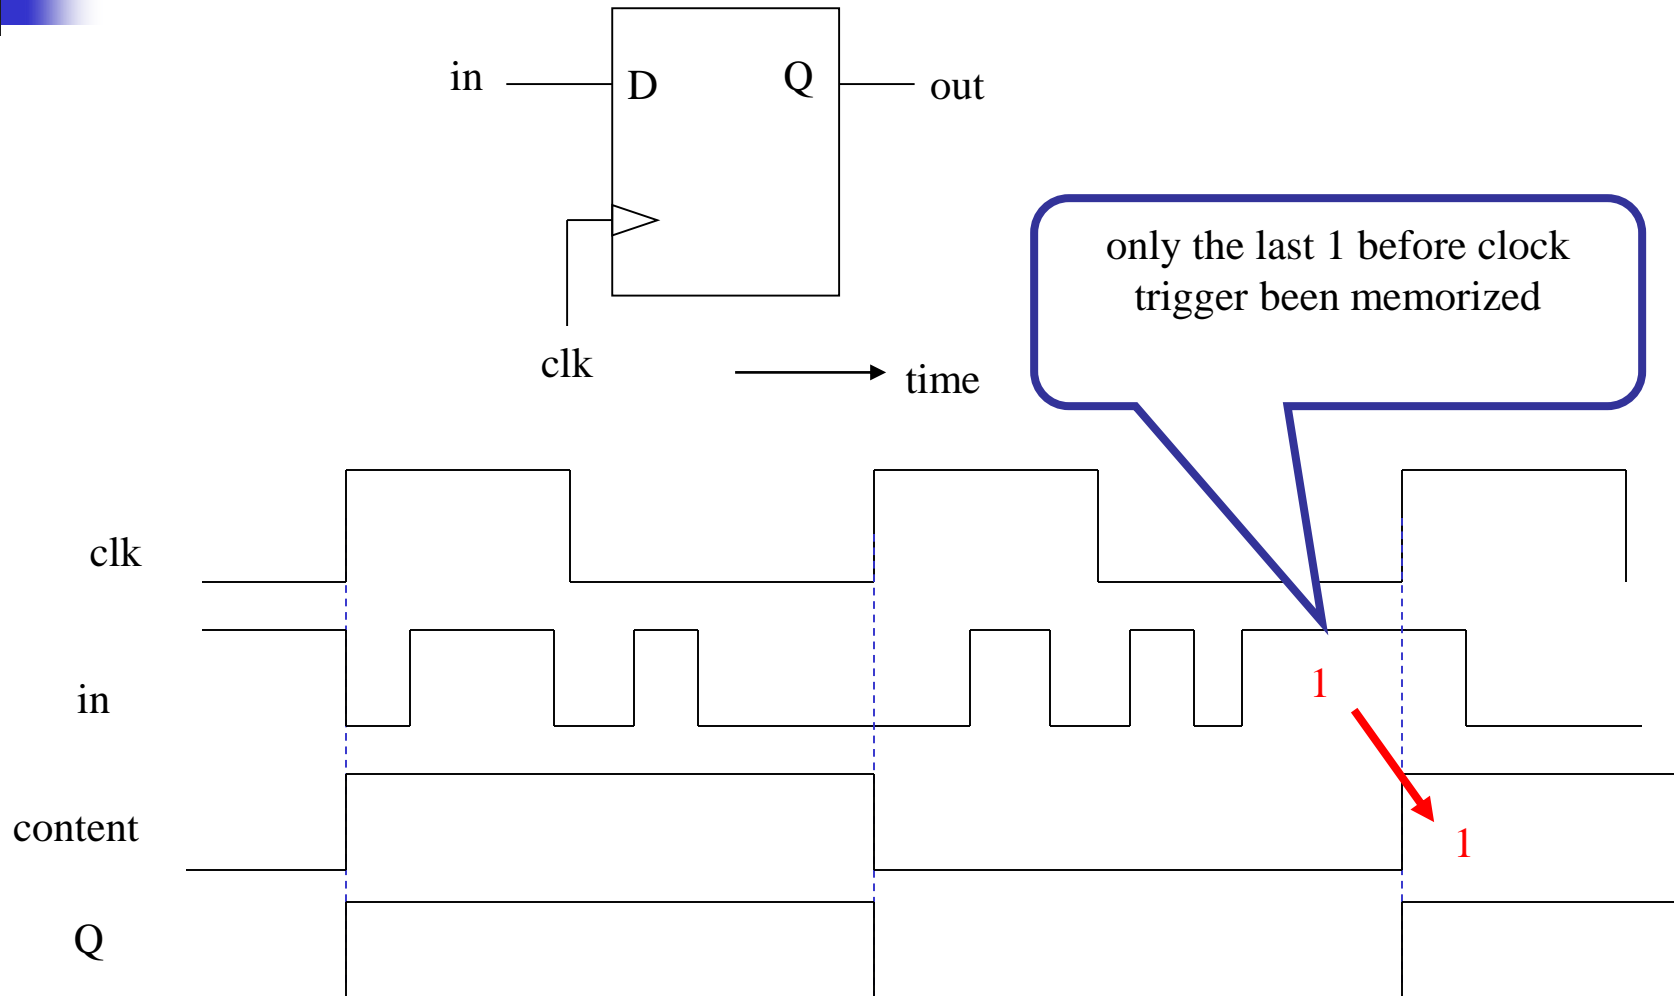 in
D
Q
out
clk
time
only the last 1 before clock
trigger been memorized
clk
in
1
content
1
Q